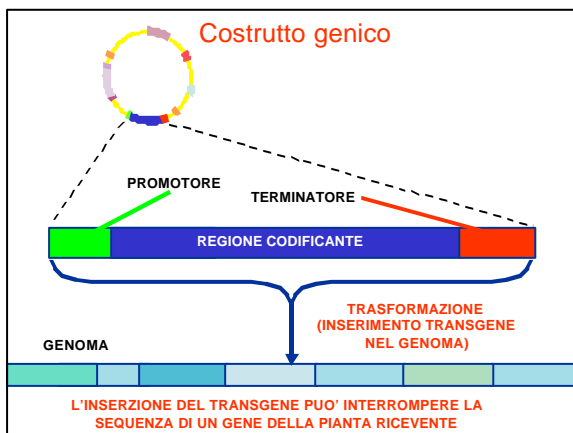 Costrutto genico
PROMOTORE
TERMINATORE
REGIONE CODIFICANTE
TRASFORMAZIONE
(INSERIMENTO TRANSGENE
NEL GENOMA)
GENOMA
L'INSERZIONE DEL TRANSGENE PUO' INTERROMPERE LA
SEQUENZA DI UN GENE DELLA PIANTA RICEVENTE